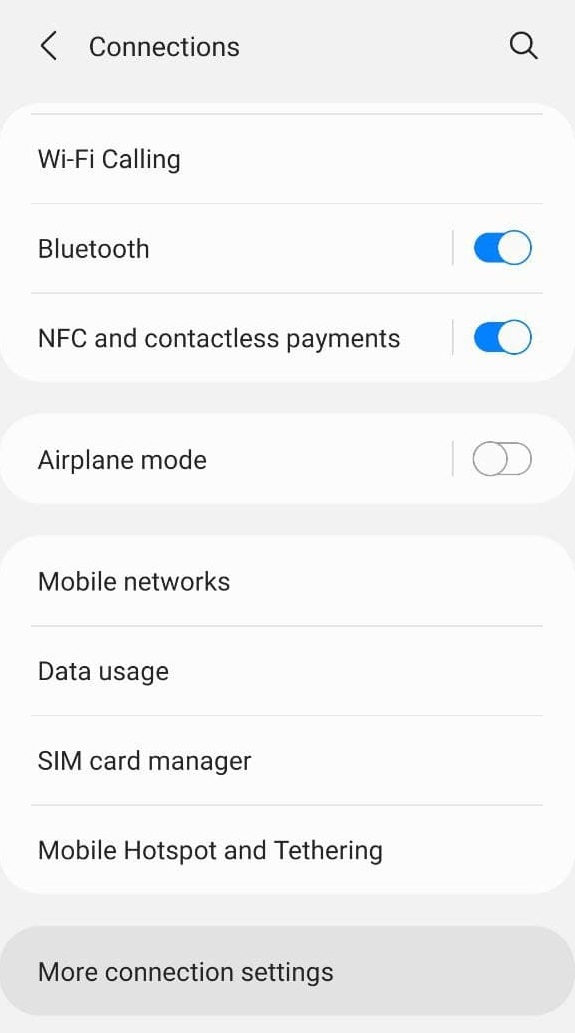 Connections
Wi-Fi Calling
Bluetooth
NFC and contactless payments
Airplane mode
Mobile networks
Data usage
SIM card manager
Mobile Hotspot and Tethering
More connection settings